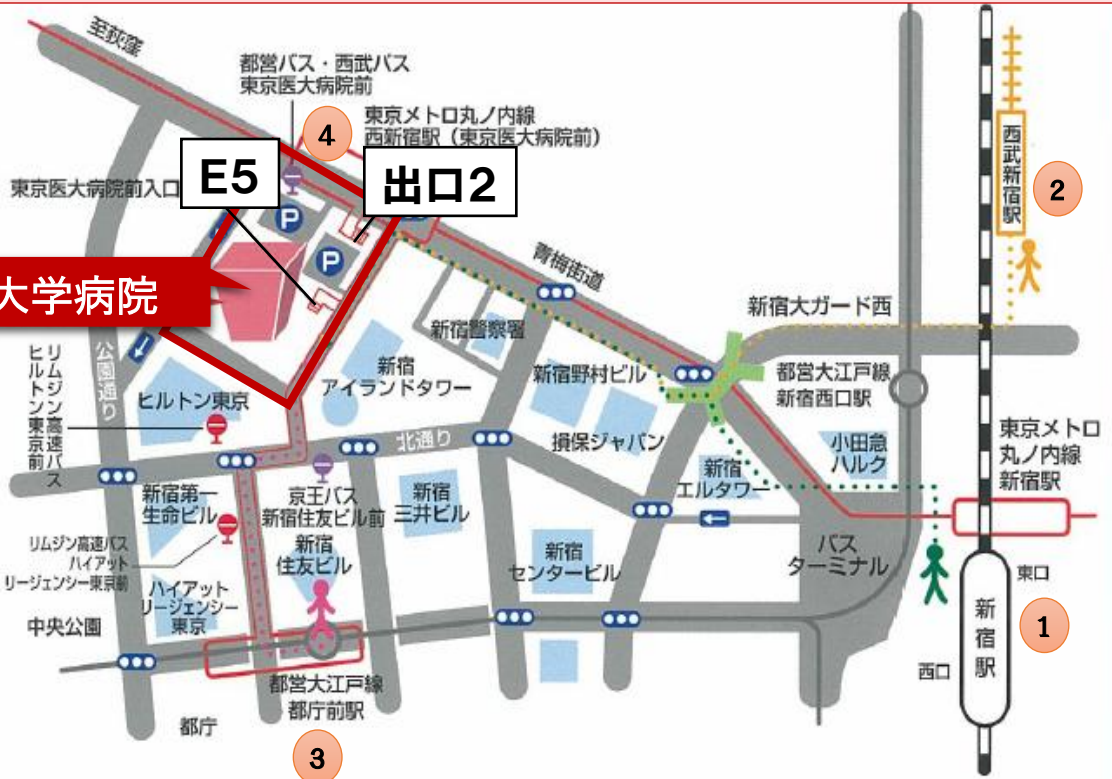 至荻窪
都営バス・西武バス
東京医大病院前
4
東京メトロ丸ノ内線
西新宿駅(東京医大病院前)
E5
出口2
東京医大病院前入口
P
P
大学病院
西武新宿駅
2
青梅街道
新宿大ガード西
新宿警察署
新宿
アイランドタワー
新宿野村ビル
都営大江戸線
新宿西口駅
リムジン高速バス
ヒルトン東京前
公園通り
ヒルトン東京
北通り
損保ジャパン
小田急
ハルク
東京メトロ
丸ノ内線
新宿駅
新宿
エルタワー
新宿第一
生命ビル
京王バス
新宿住友ビル前
新宿
三井ビル
リムジン高速バス
ハイアット
リージェンシー東京前
新宿
住友ビル
新宿
センタービル
バス
ターミナル
東口
ハイアット
リージェンシー
東京
中央公園
新宿駅
1
西口
都営大江戸線
都庁前駅
都庁
3